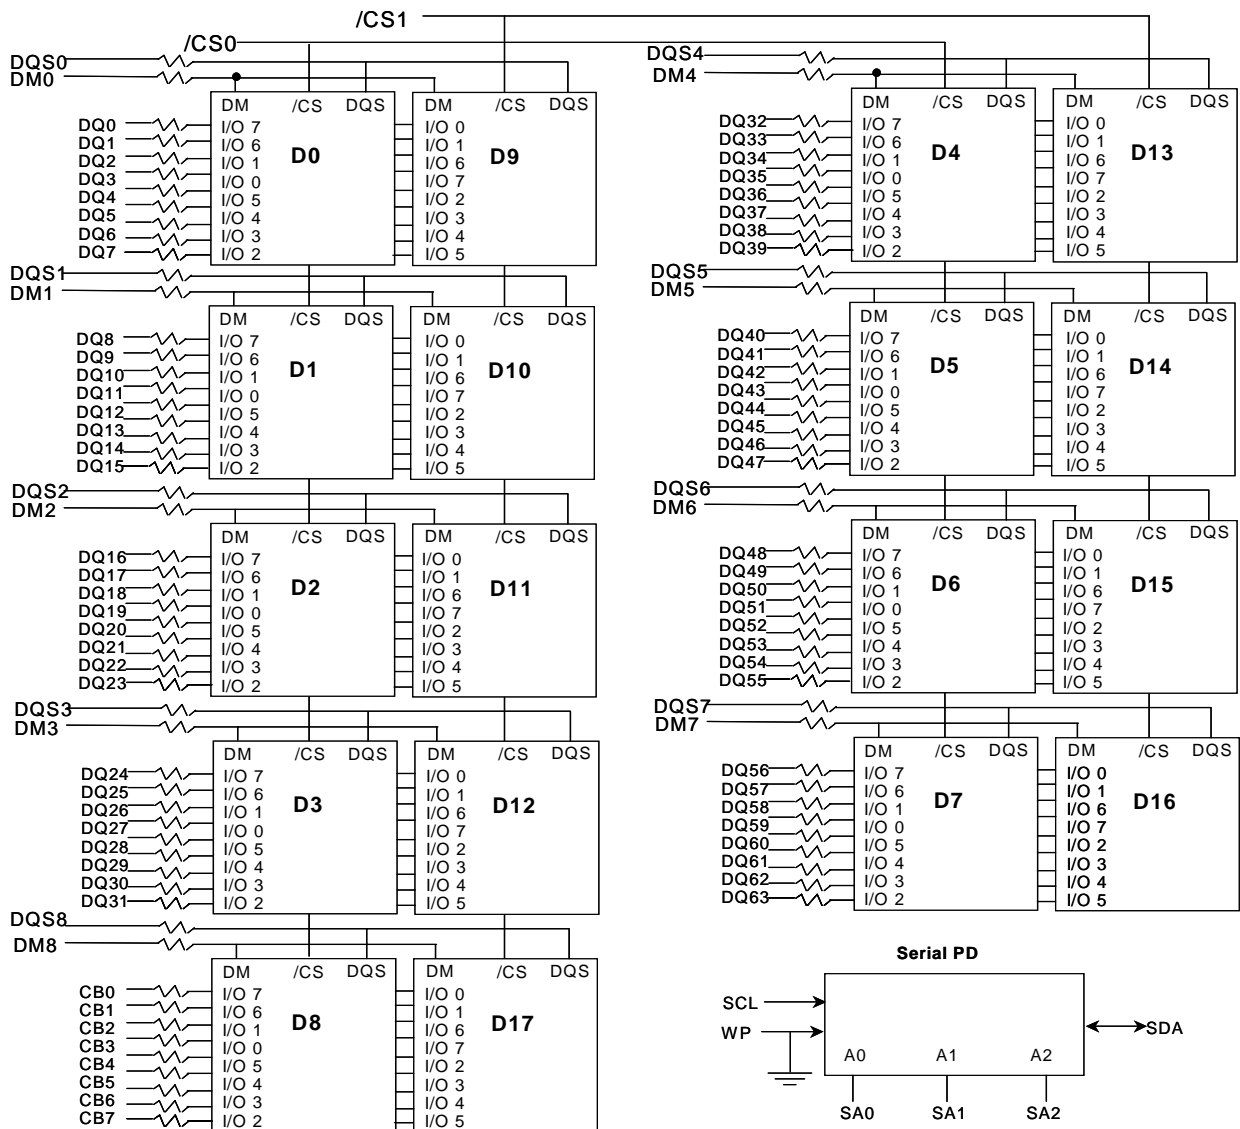 /CS1
/CS0
DQS0
DM0
DM /CS DQS
DM /CS DQS
D0
D9
DQ0 I/O 7 I/O 0
DQ1 I/O 6 I/O 1
DQ2 I/O 1 I/O 6
DQ3 I/O 0 I/O 7
DQ4 I/O 5 I/O 2
DQ5 I/O 4 I/O 3
DQ6 I/O 3 I/O 4
DQ7 I/O 2 I/O 5
DQS1
DM1
DM /CS DQS
DM /CS DQS
D1
D10
DQ8 I/O 7 I/O 0
DQ9 I/O 6 I/O 1
DQ10 I/O 1 I/O 6
DQ11 I/O 0 I/O 7
DQ12 I/O 5 I/O 2
DQ13 I/O 4 I/O 3
DQ14 I/O 3 I/O 4
DQ15 I/O 2 I/O 5
DQS2
DM2
DM /CS DQS
DM /CS DQS
D2
D11
DQ16 I/O 7 I/O 0
DQ17 I/O 6 I/O 1
DQ18 I/O 1 I/O 6
DQ19 I/O 0 I/O 7
DQ20 I/O 5 I/O 2
DQ21 I/O 4 I/O 3
DQ22 I/O 3 I/O 4
DQ23 I/O 2 I/O 5
DQS3
DM3
DM /CS DQS
DM /CS DQS
D3
D12
DQ24 I/O 7 I/O 0
DQ25 I/O 6 I/O 1
DQ26 I/O 1 I/O 6
DQ27 I/O 0 I/O 7
DQ28 I/O 5 I/O 2
DQ29 I/O 4 I/O 3
DQ30 I/O 3 I/O 4
DQ31 I/O 2 I/O 5
DQS8
DM8
DM /CS DQS
DM /CS DQS
D8
D17
CB0 I/O 7 I/O 0
CB1 I/O 6 I/O 1
CB2 I/O 1 I/O 6
CB3 I/O 0 I/O 7
CB4 I/O 5 I/O 2
CB5 I/O 4 I/O 3
CB6 I/O 3 I/O 4
CB7 I/O 2 I/O 5
DQS4
DM4
DM /CS DQS
DM /CS DQS
D4
D13
DQ32 I/O 7 I/O 0
DQ33 I/O 6 I/O 1
DQ34 I/O 1 I/O 6
DQ35 I/O 0 I/O 7
DQ36 I/O 5 I/O 2
DQ37 I/O 4 I/O 3
DQ38 I/O 3 I/O 4
DQ39 I/O 2 I/O 5
DQS5
DM5
DM /CS DQS
DM /CS DQS
D5
D14
DQ40 I/O 7 I/O 0
DQ41 I/O 6 I/O 1
DQ42 I/O 1 I/O 6
DQ43 I/O 0 I/O 7
DQ44 I/O 5 I/O 2
DQ45 I/O 4 I/O 3
DQ46 I/O 3 I/O 4
DQ47 I/O 2 I/O 5
DQS6
DM6
DM /CS DQS
DM /CS DQS
D6
D15
DQ48 I/O 7 I/O 0
DQ49 I/O 6 I/O 1
DQ50 I/O 1 I/O 6
DQ51 I/O 0 I/O 7
DQ52 I/O 5 I/O 2
DQ53 I/O 4 I/O 3
DQ54 I/O 3 I/O 4
DQ55 I/O 2 I/O 5
DQS7
DM7
DM /CS DQS
DM /CS DQS
D7
D16
DQ56 I/O 7 I/O 0
DQ57 I/O 6 I/O 1
DQ58 I/O 1 I/O 6
DQ59 I/O 0 I/O 7
DQ60 I/O 5 I/O 2
DQ61 I/O 4 I/O 3
DQ62 I/O 3 I/O 4
DQ63 I/O 2 I/O 5
Serial PD
SCL
WP
SDA
A0 A1 A2
SA0 SA1 SA2